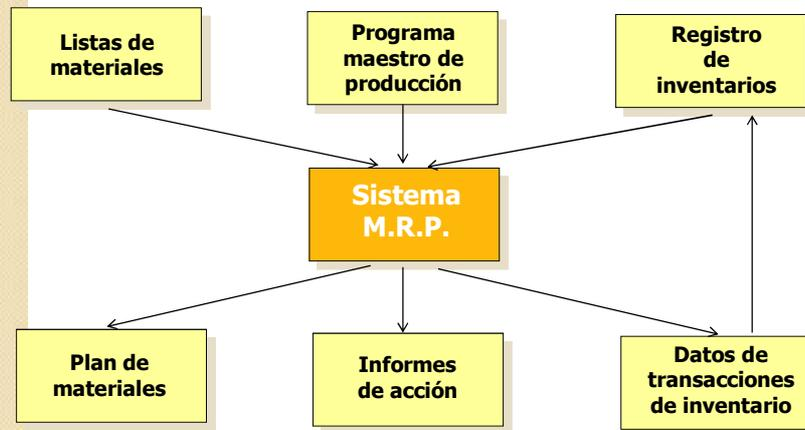 Listas de
materiales
Programa
maestro de
producción
Registro
de
inventarios
Sistema
M.R.P.
Plan de
materiales
Informes
de acción
Datos de
transacciones
de inventario